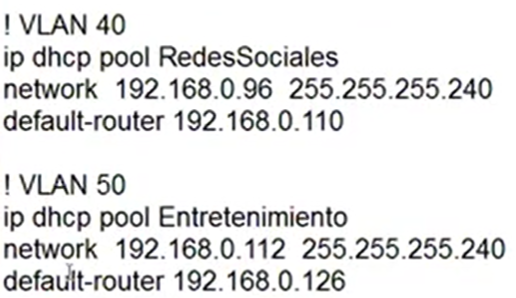 ! VLAN 40
ip dhcp pool RedesSociales
network 192.168.0.96 255.255.255.240
default-router 192.168.0.110
! VLAN 50
ip dhcp pool Entretenimiento
network 192.168.0.112 255.255.255.240
default-router 192.168.0.126